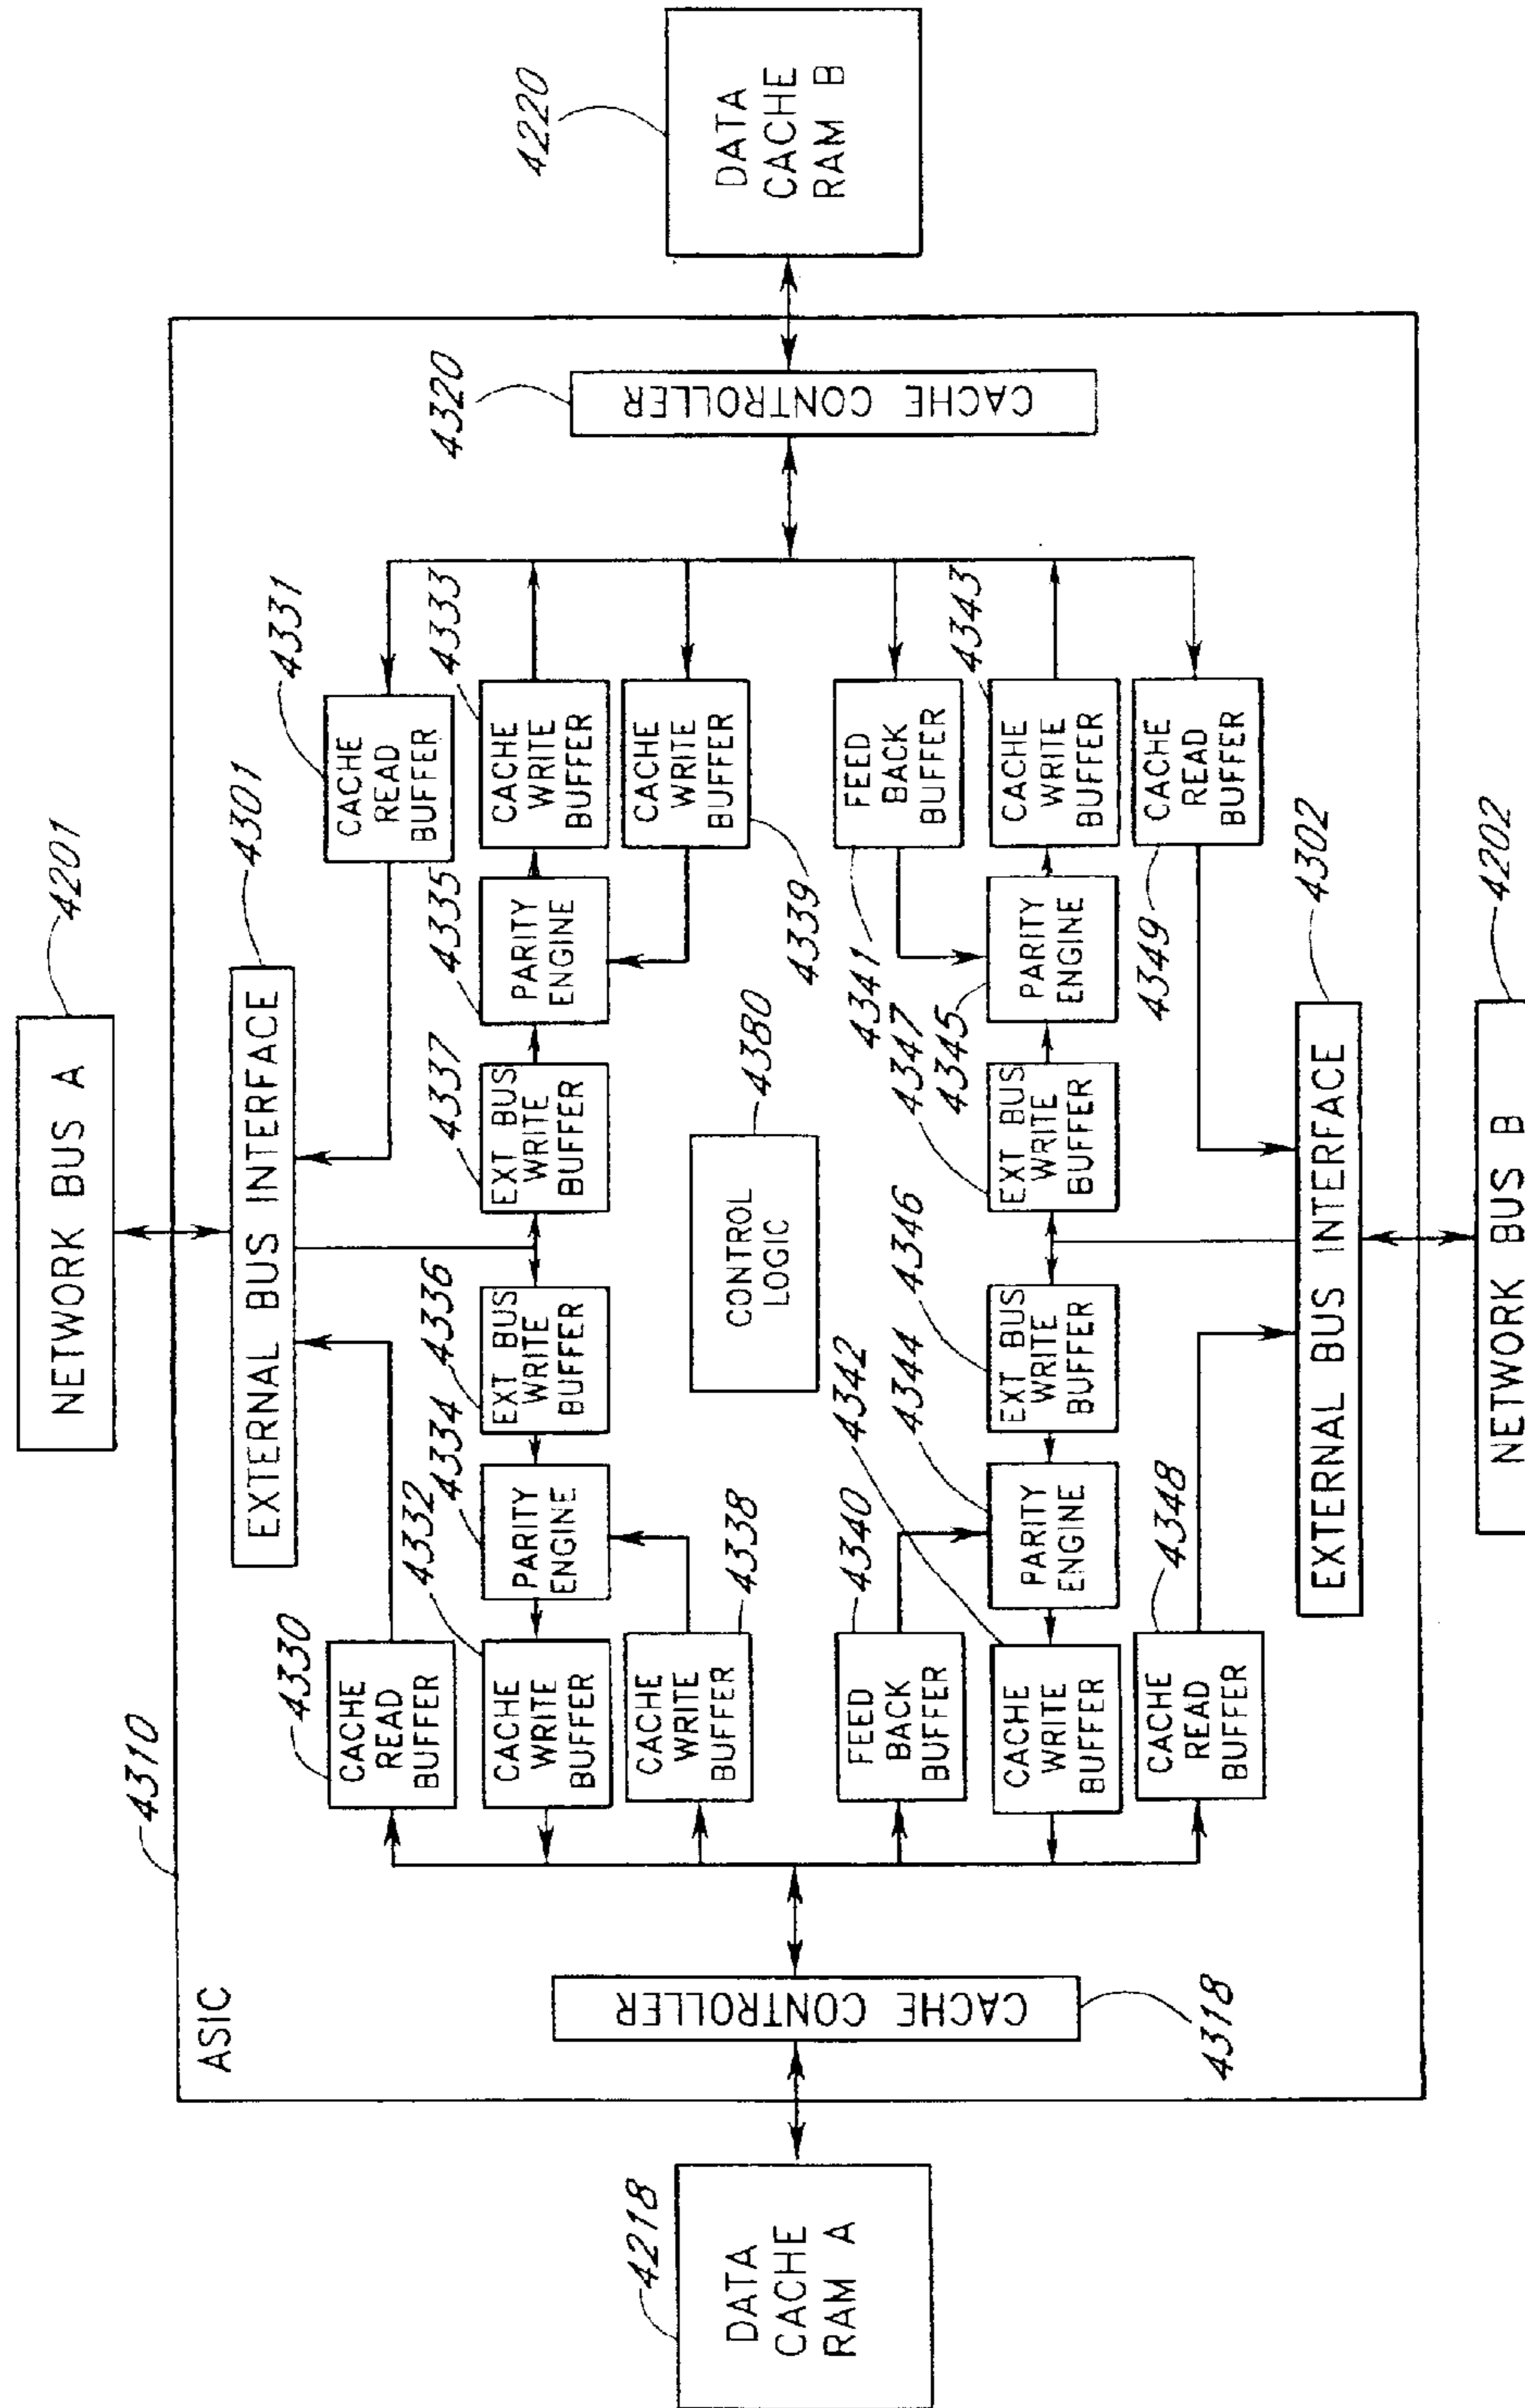 NETWORK BUS A
4201
4310
ASIC
EXTERNAL BUS INTERFACE
4301
4330
CACHE
READ
BUFFER
CACHE
READ
BUFFER
4331
4332
CACHE
WRITE
BUFFER
4334
PARITY
ENGINE
4336
EXT BUS
WRITE
BUFFER
4337
EXT BUS
WRITE
BUFFER
4335
PARITY
ENGINE
4333
CACHE
WRITE
BUFFER
CACHE
WRITE
BUFFER
4338
CACHE
WRITE
BUFFER
4339
4218
DATA
CACHE
RAM A
CACHE CONTROLLER
4318
CONTROL
LOGIC
4380
4320
CACHE CONTROLLER
4220
DATA
CACHE
RAM B
FEED
BACK
BUFFER
4340
FEED
BACK
BUFFER
4341
4342
CACHE
WRITE
BUFFER
4344
PARITY
ENGINE
4346
EXT BUS
WRITE
BUFFER
4347
EXT BUS
WRITE
BUFFER
4345
PARITY
ENGINE
4343
CACHE
WRITE
BUFFER
CACHE
READ
BUFFER
4348
4349
CACHE
READ
BUFFER
EXTERNAL BUS INTERFACE
4302
NETWORK BUS B
4202